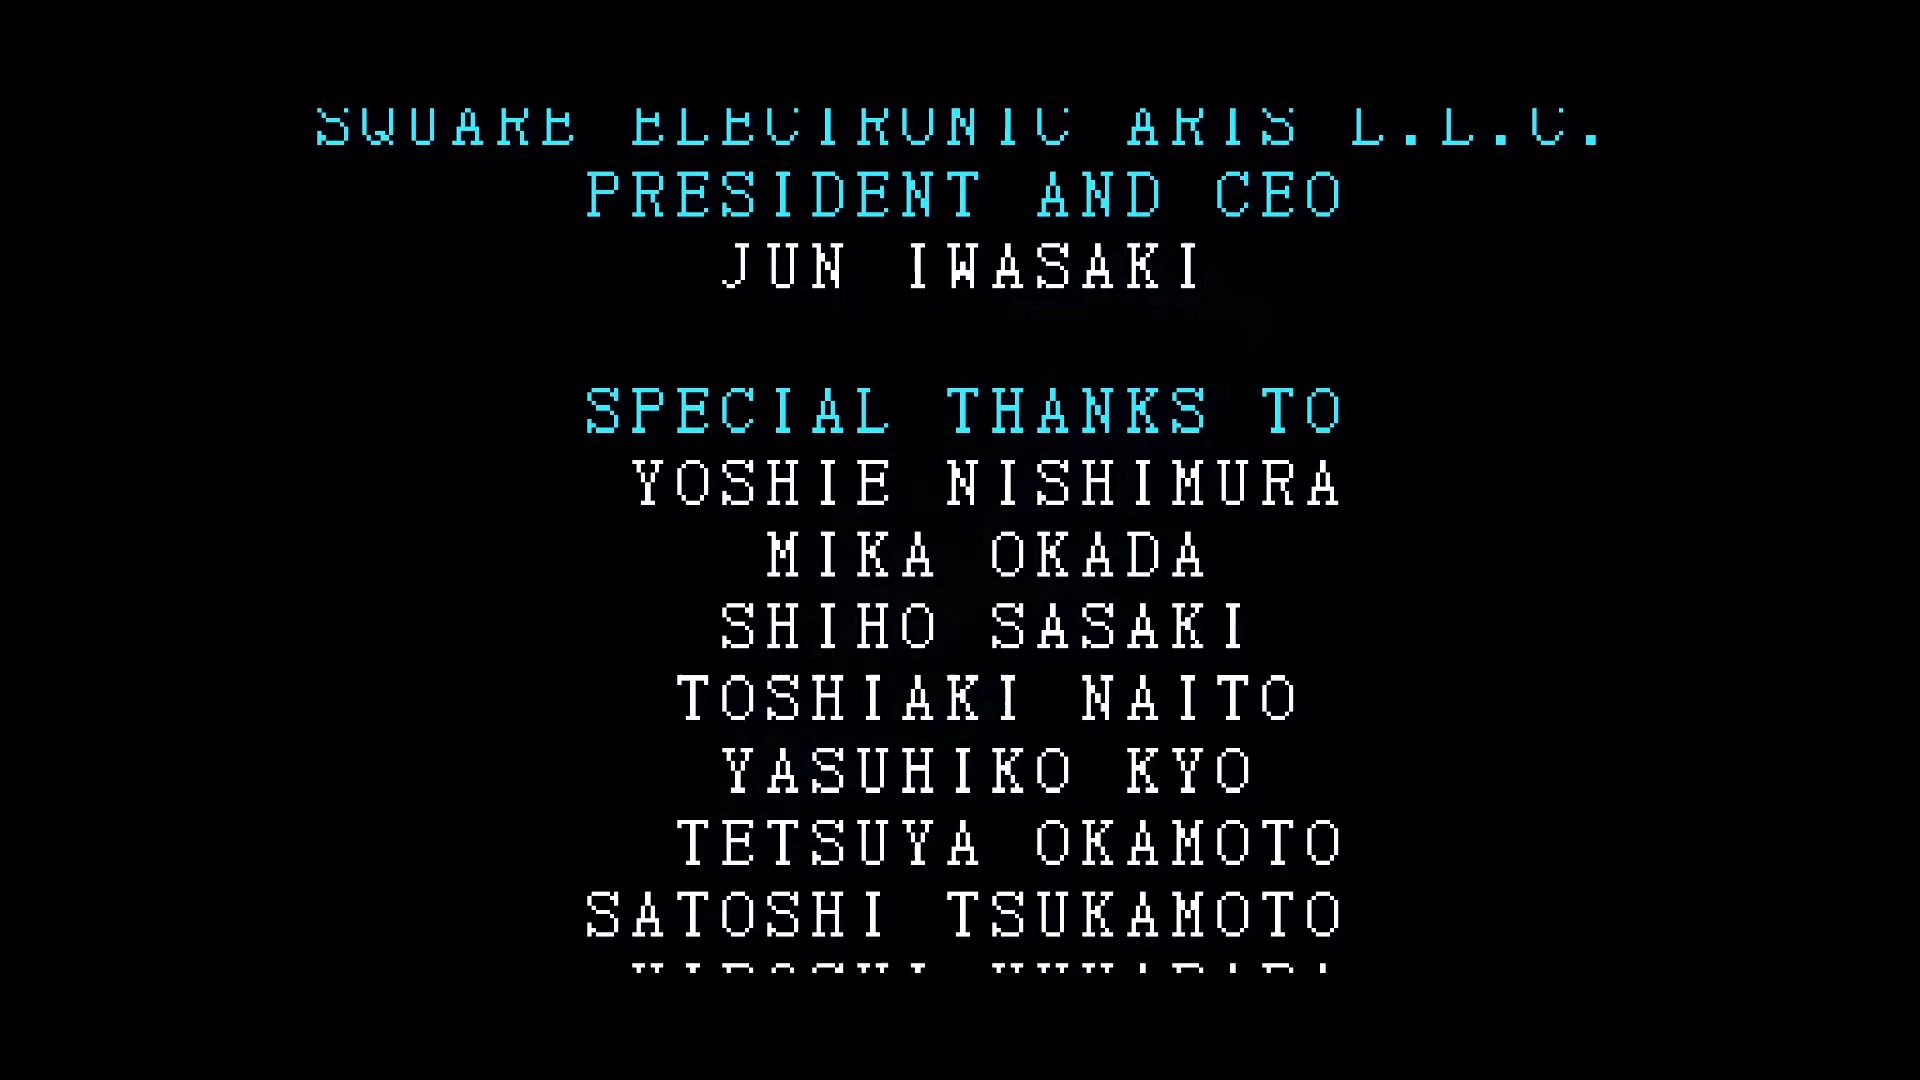 SQUARE ELECTRONIC ARTS L.L.C.
PRESIDENT AND CEO
JUN IWASAKI
SPECIAL THANKS TO
YOSHIE NISHIMURA
MIKA OKADA
SHIHO SASAKI
TOSHIAKI NAITO
YASUHIKO KYO
TETSUYA OKAMOTO
SATOSHI TSUKAMOTO